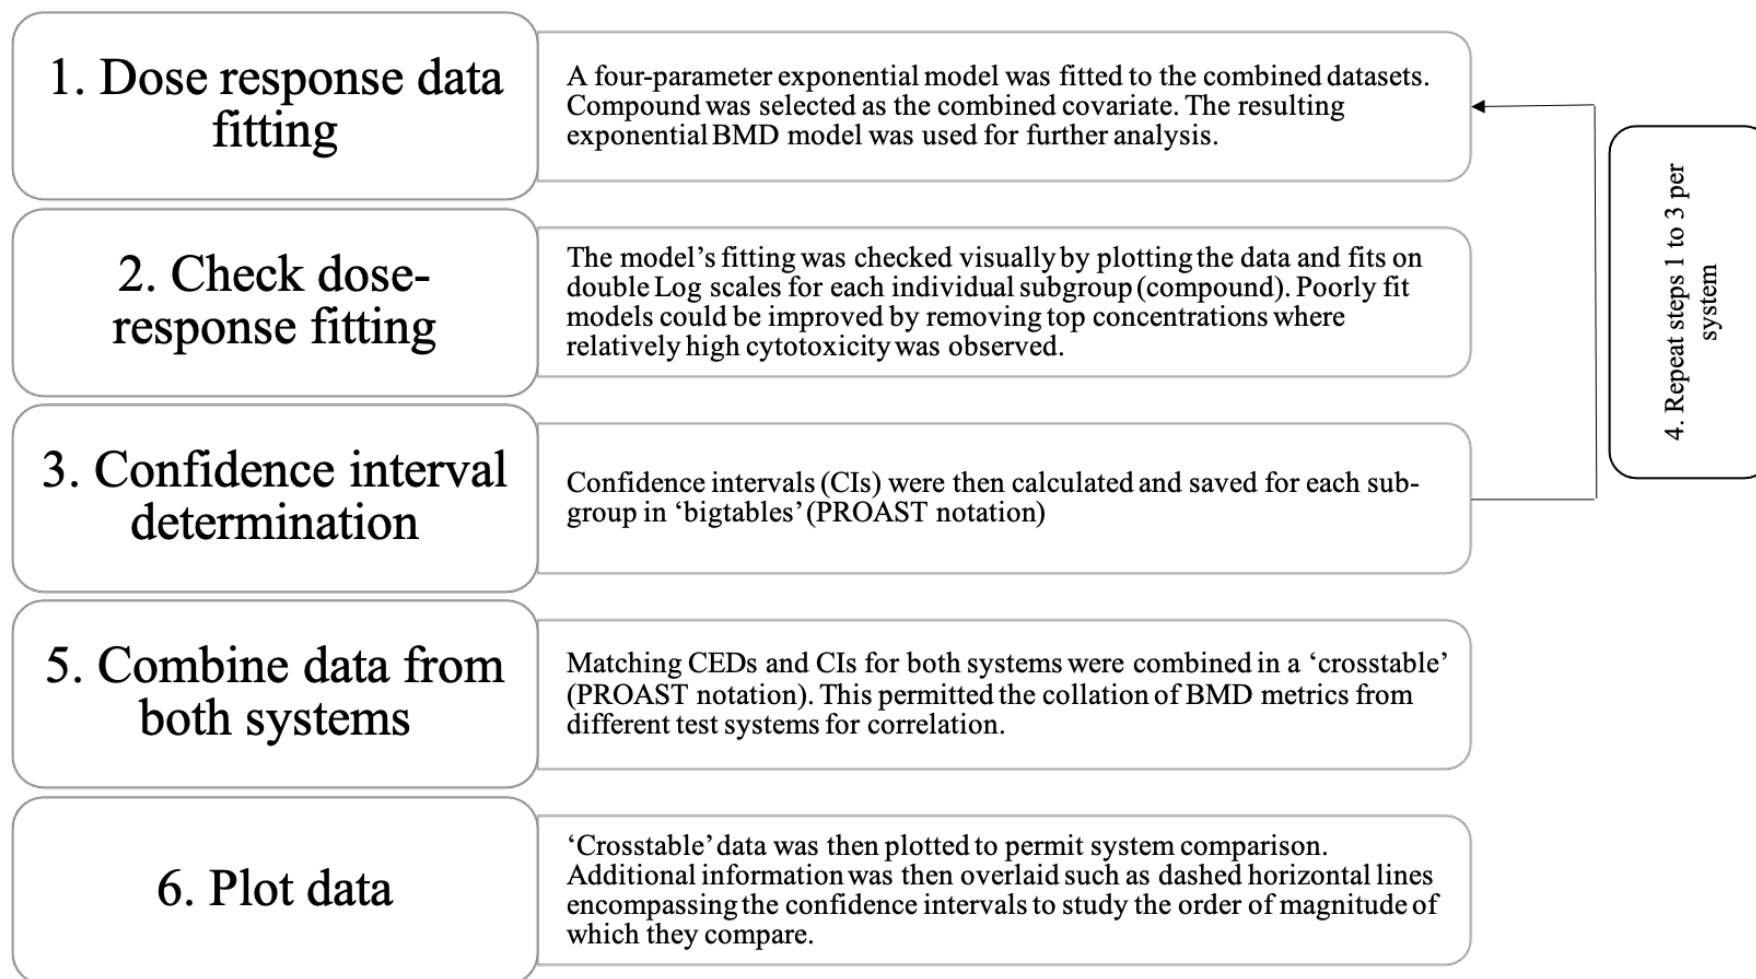 1. Dose response data
fitting
A four-parameter exponential model was fitted to the combined datasets.
Compound was selected as the combined covariate. The resulting
exponential BMD model was used for further analysis.
2. Check dose-
response fitting
The model’s fitting was checked visually by plotting the data and fits on
double Log scales for each individual subgroup (compound). Poorly fit
models could be improved by removing top concentrations where
relatively high cytotoxicity was observed.
3. Confidence interval
determination
Confidence intervals (CIs) were then calculated and saved for each sub-
group in ‘bigtables’ (PROAST notation)
4. Repeat steps 1 to 3 per
system
5. Combine data from
both systems
Matching CEDs and CIs for both systems were combined in a ‘crosstable’
(PROAST notation). This permitted the collation of BMD metrics from
different test systems for correlation.
6. Plot data
‘Crosstable’ data was then plotted to permit system comparison.
Additional information was then overlaid such as dashed horizontal lines
encompassing the confidence intervals to study the order of magnitude of
which they compare.